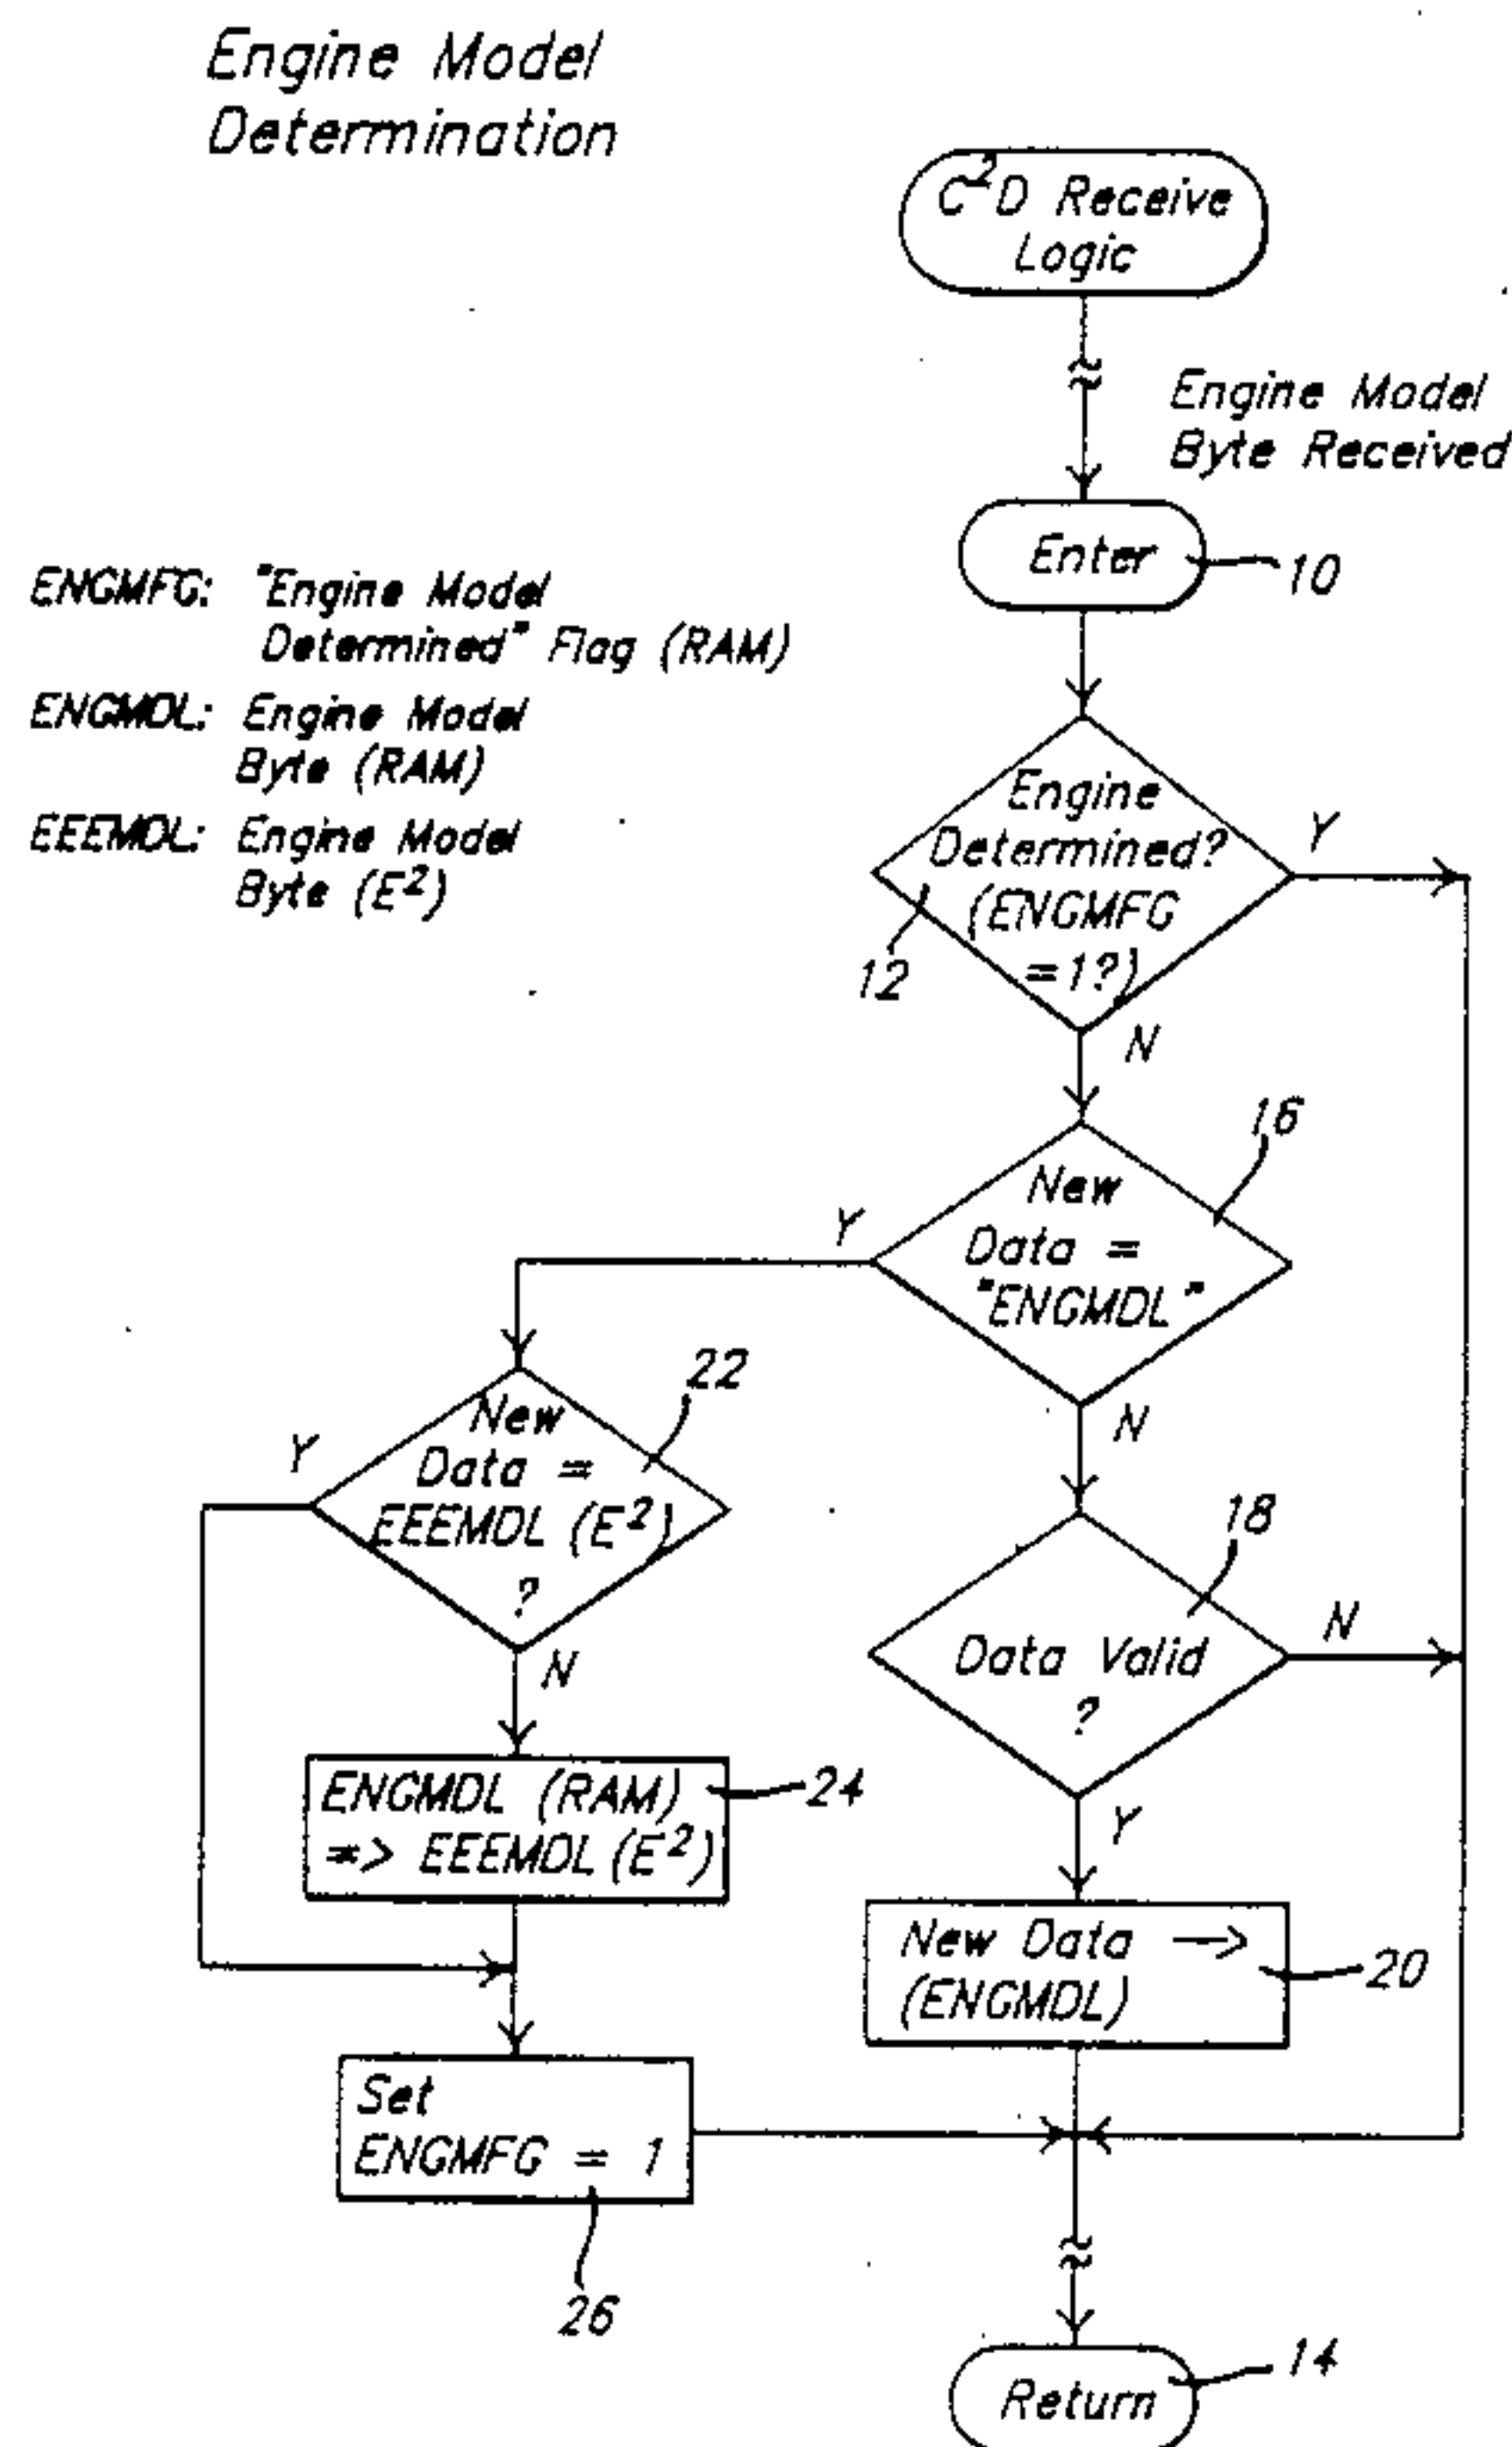 Engine Model
Determination
C²D Receive
Logic
Engine Model
Byte Received
Enter
10
ENGMFG: "Engine Model
Determined" Flag (RAM)
ENGMDL: Engine Model
Byte (RAM)
EEEMDL: Engine Model
Byte (E²)
Engine
Determined?
(ENGMFG
=1?)
Y
12
N
16
New
Data =
"ENGMDL"
Y
N
22
New
Data =
EEEMDL (E²)
?
Y
N
18
Data Valid
?
N
Y
ENGMDL (RAM)
=> EEEMDL (E²)
24
New Data —>
(ENGMDL)
20
Set
ENGMFG = 1
26
14
Return